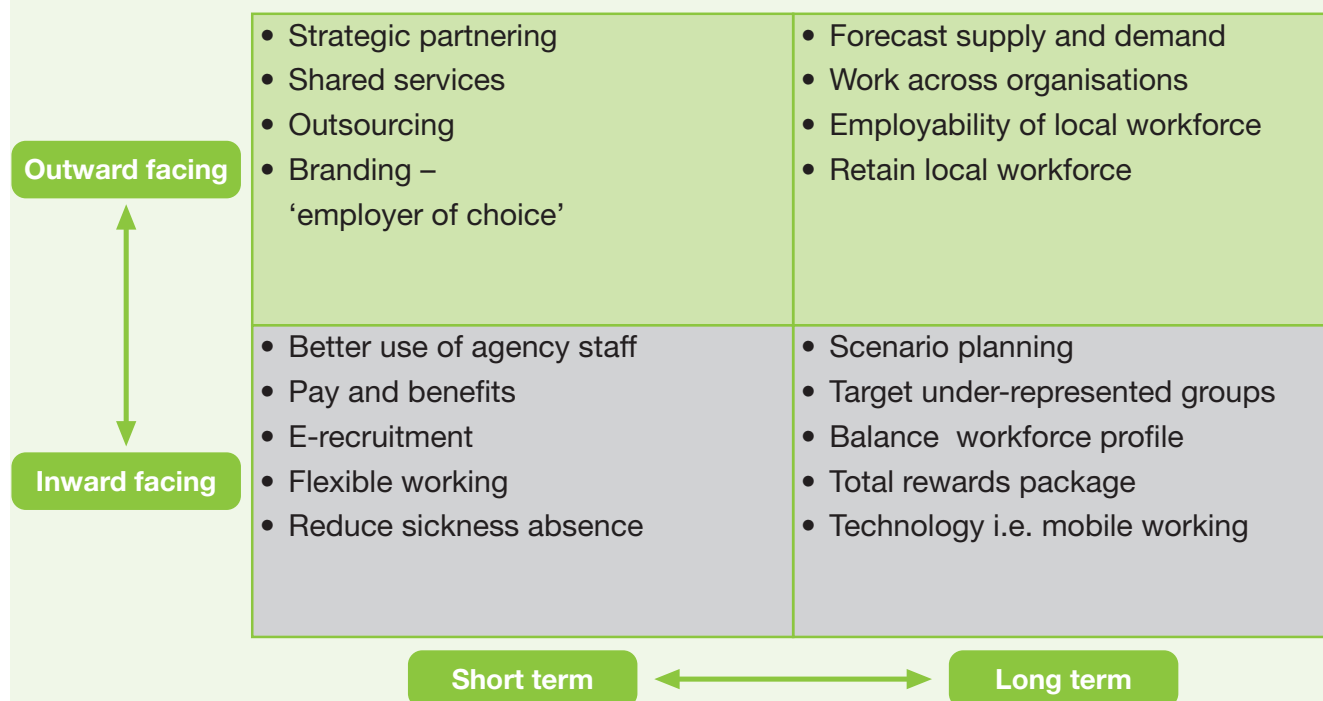 • Strategic partnering
• Shared services
• Outsourcing
• Branding –
‘employer of choice’
• Forecast supply and demand
• Work across organisations
• Employability of local workforce
• Retain local workforce
Outward facing
• Better use of agency staff
• Pay and benefits
• E-recruitment
• Flexible working
• Reduce sickness absence
• Scenario planning
• Target under-represented groups
• Balance workforce profile
• Total rewards package
• Technology i.e. mobile working
Inward facing
Short term
Long term